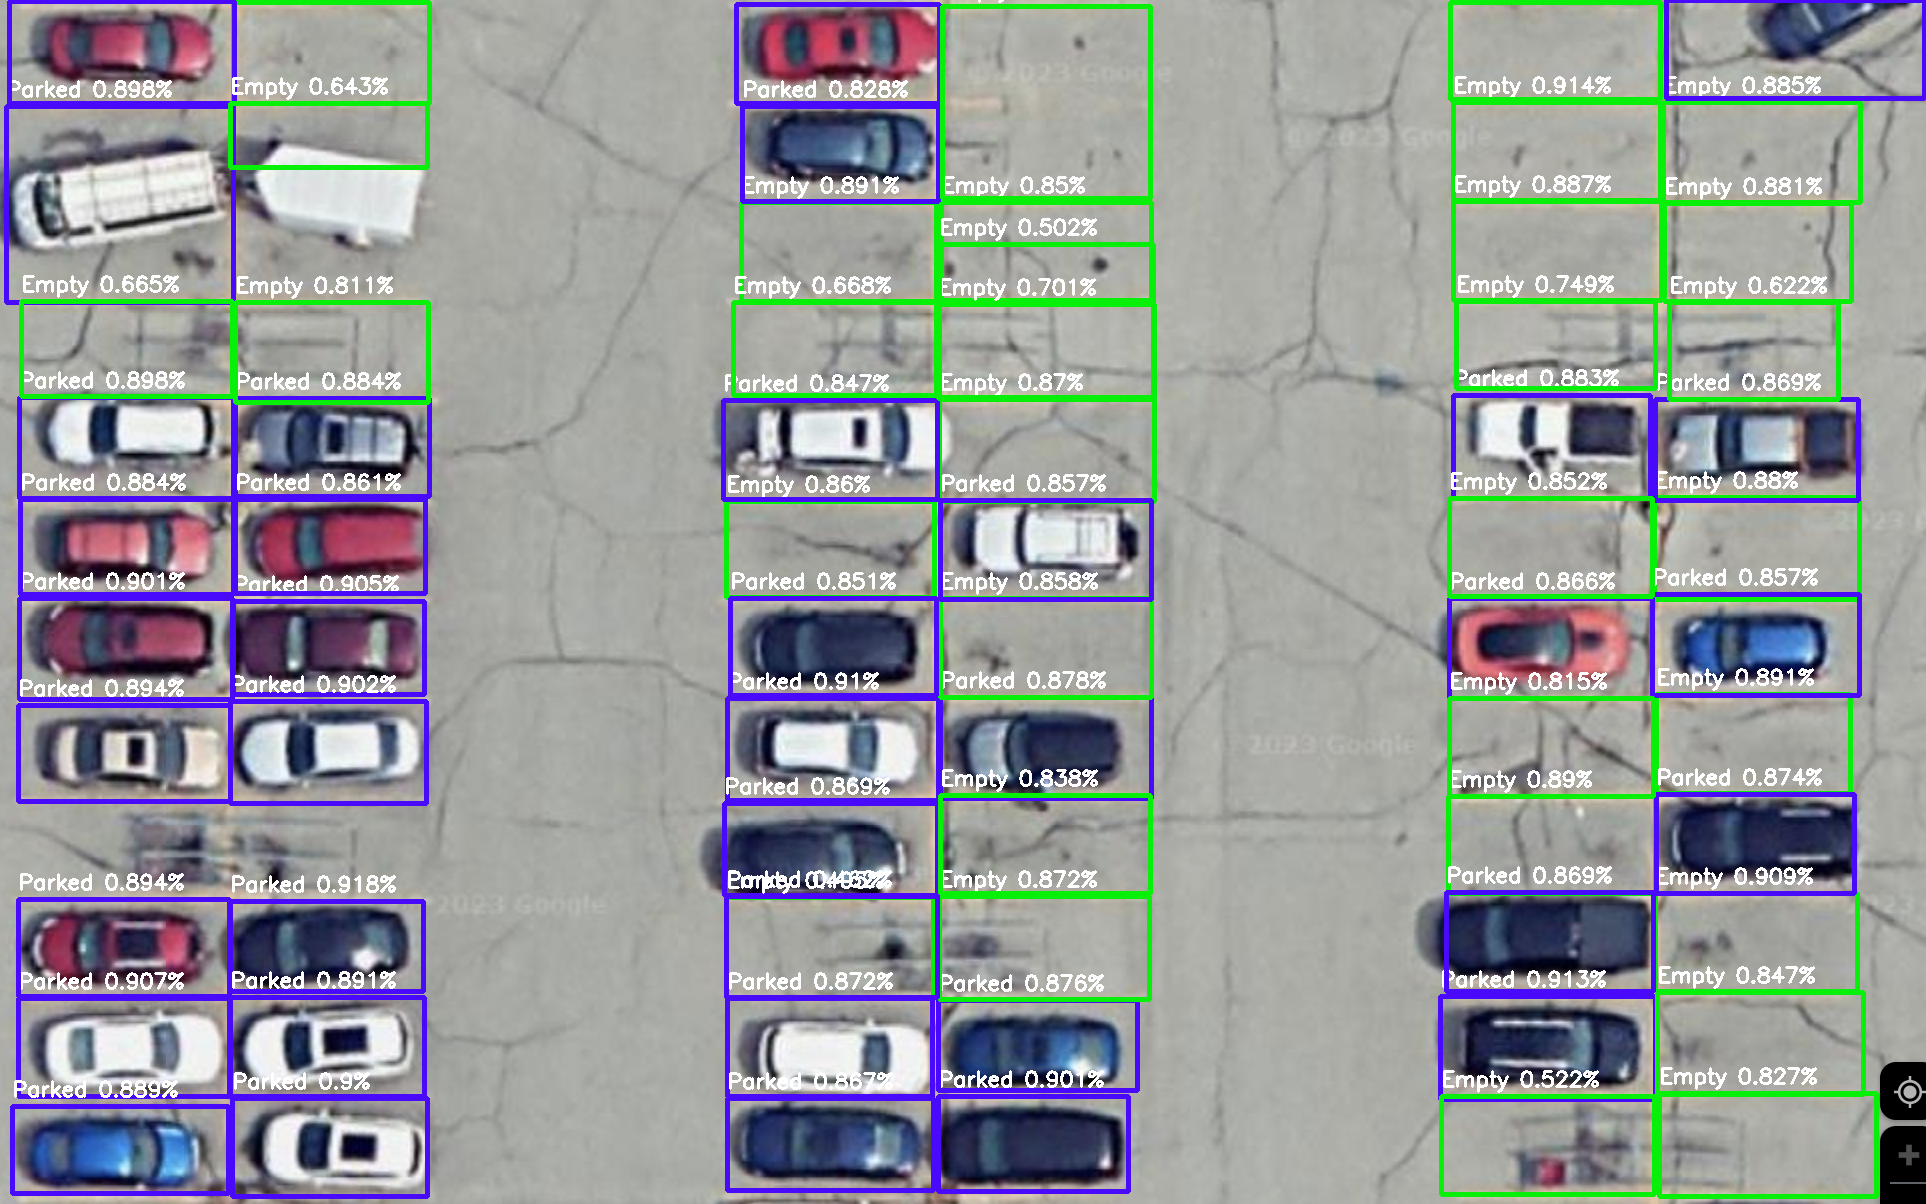 Parked 0.898%
Empty 0.643%
Parked 0.828%
Empty 0.914%
Empty 0.885%
2023 Google
2023 Google
Empty 0.891%
Empty 0.85%
Empty 0.887%
Empty 0.881%
Empty 0.502%
Empty 0.665%
Empty 0.811%
Empty 0.668%
Empty 0.701%
Empty 0.749%
Empty 0.622%
Parked 0.898%
Parked 0.884%
Parked 0.847%
Empty 0.87%
Parked 0.883%
Parked 0.869%
Parked 0.884%
Parked 0.861%
Empty 0.86%
Parked 0.857%
Empty 0.852%
Empty 0.88%
2023
Parked 0.901%
Parked 0.905%
Parked 0.851%
Empty 0.858%
Parked 0.866%
Parked 0.857%
Parked 0.894%
Parked 0.902%
Parked 0.91%
Parked 0.878%
Empty 0.815%
Empty 0.891%
2023 Google
Parked 0.869%
Empty 0.838%
Empty 0.89%
Parked 0.874%
Parked 0.894%
Parked 0.918%
Empty 0.872%
Parked 0.869%
Empty 0.909%
2023 Google
Parked 0.907%
Parked 0.891%
Parked 0.872%
Parked 0.876%
Parked 0.913%
Empty 0.847%
Parked 0.889%
Parked 0.9%
Parked 0.867%
Parked 0.901%
Empty 0.522%
Empty 0.827%